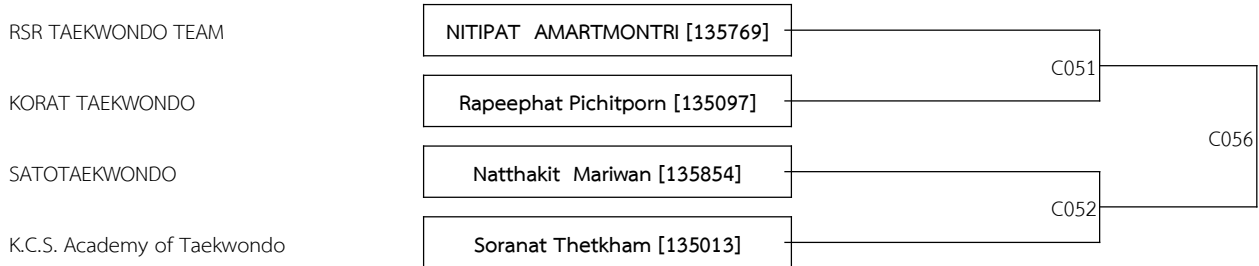 RSR TAEKWONDO TEAM NITIPAT AMARTMONTRI [135769]
C051
KORAT TAEKWONDO Rapeephat Pichitporn [135097]
C056
SATOTAEKWONDO Natthakit Mariwan [135854]
C052
K.C.S. Academy of Taekwondo Soranat Thetkham [135013]